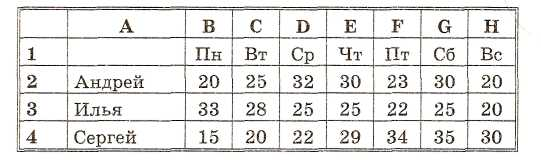 A B C D E F G H
1 Пн Вт Ср Чт Пт Сб Вс
2 Андрей 20 25 32 30 23 30 20
3 Илья 33 28 25 25 22 25 20
4 Сергей 15 20 22 29 34 35 30